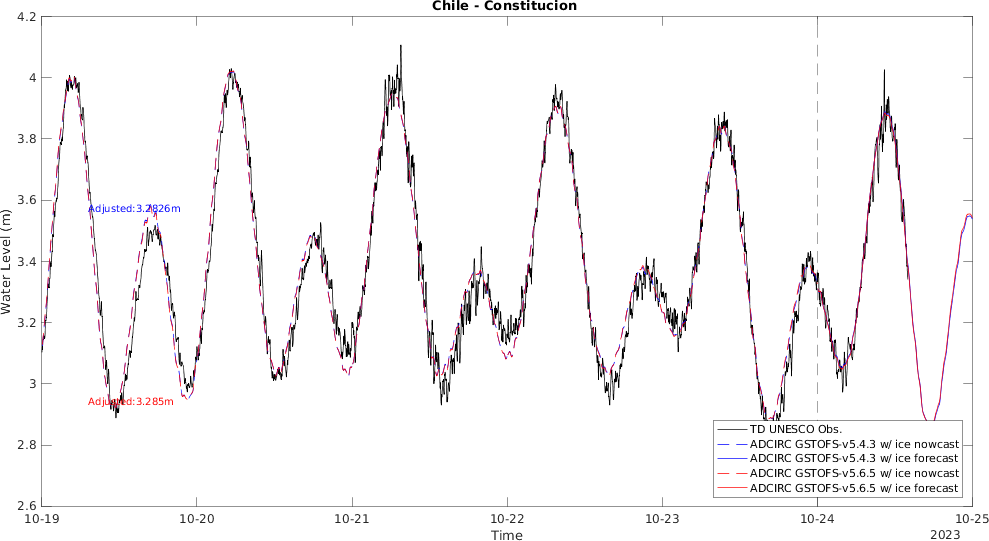 Chile - Constitucion
4.2
4
3.8
3.6
3.4
3.2
3
2.8
2.6
Water Level (m)
Adjusted:3.2826m
Adjusted:3.285m
TD UNESCO Obs.
ADCIRC GSTOFS-v5.4.3 w/ ice nowcast
ADCIRC GSTOFS-v5.4.3 w/ ice forecast
ADCIRC GSTOFS-v5.6.5 w/ ice nowcast
ADCIRC GSTOFS-v5.6.5 w/ ice forecast
10-19 10-20 10-21 10-22 10-23 10-24 10-25
Time
2023